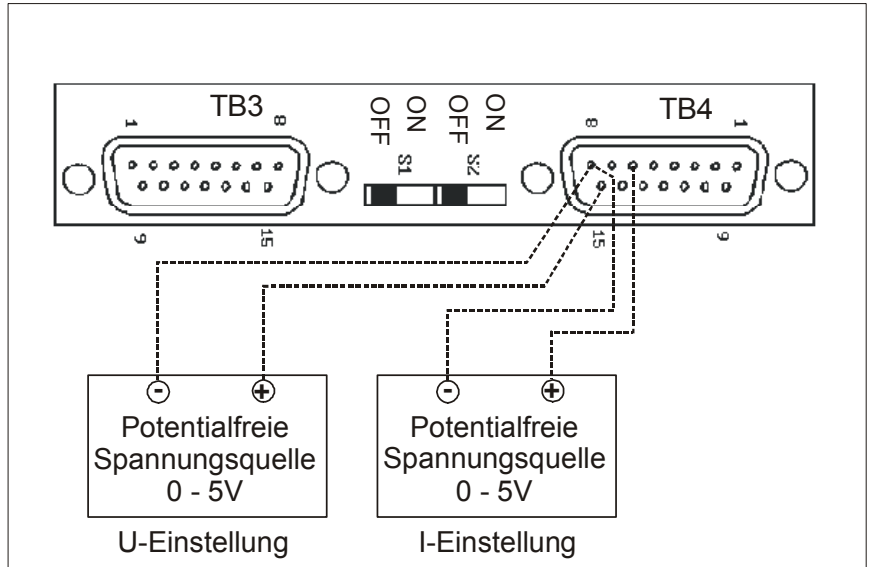 TB3
OFF ON OFF ON
TB4
1 8
8 1
S1 S2
9 15
15 9
- +
- +
Potentialfreie
Spannungsquelle
0 - 5V
Potentialfreie
Spannungsquelle
0 - 5V
U-Einstellung
I-Einstellung